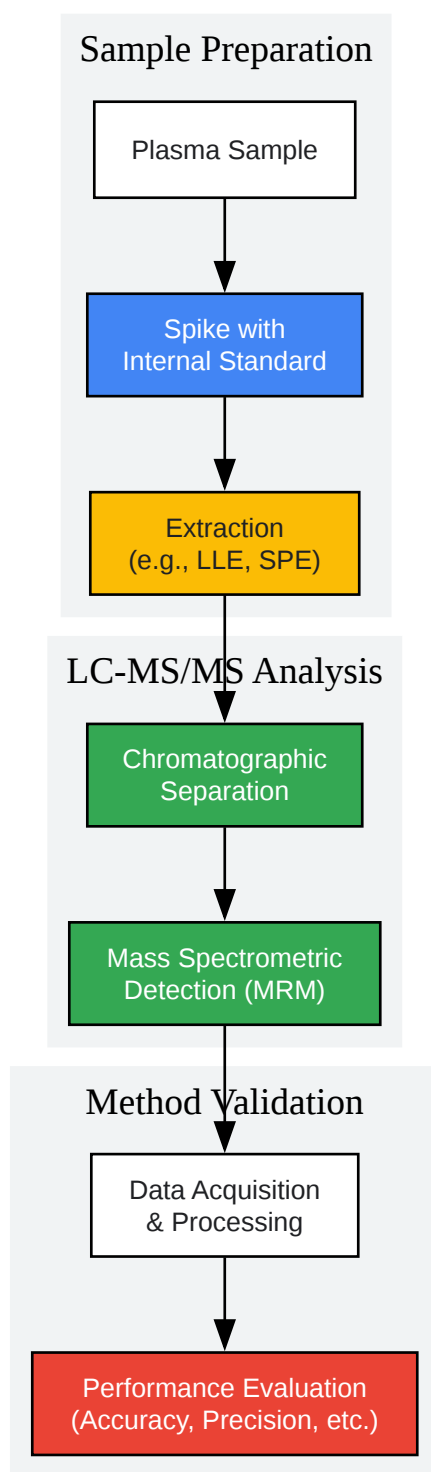 Sample Preparation
Plasma Sample
Spike with
Internal Standard
Extraction
(e.g., LLE, SPE)
LC-MS/MS Analysis
Chromatographic
Separation
Mass Spectrometric
Detection (MRM)
Method Validation
Data Acquisition
& Processing
Performance Evaluation
(Accuracy, Precision, etc.)